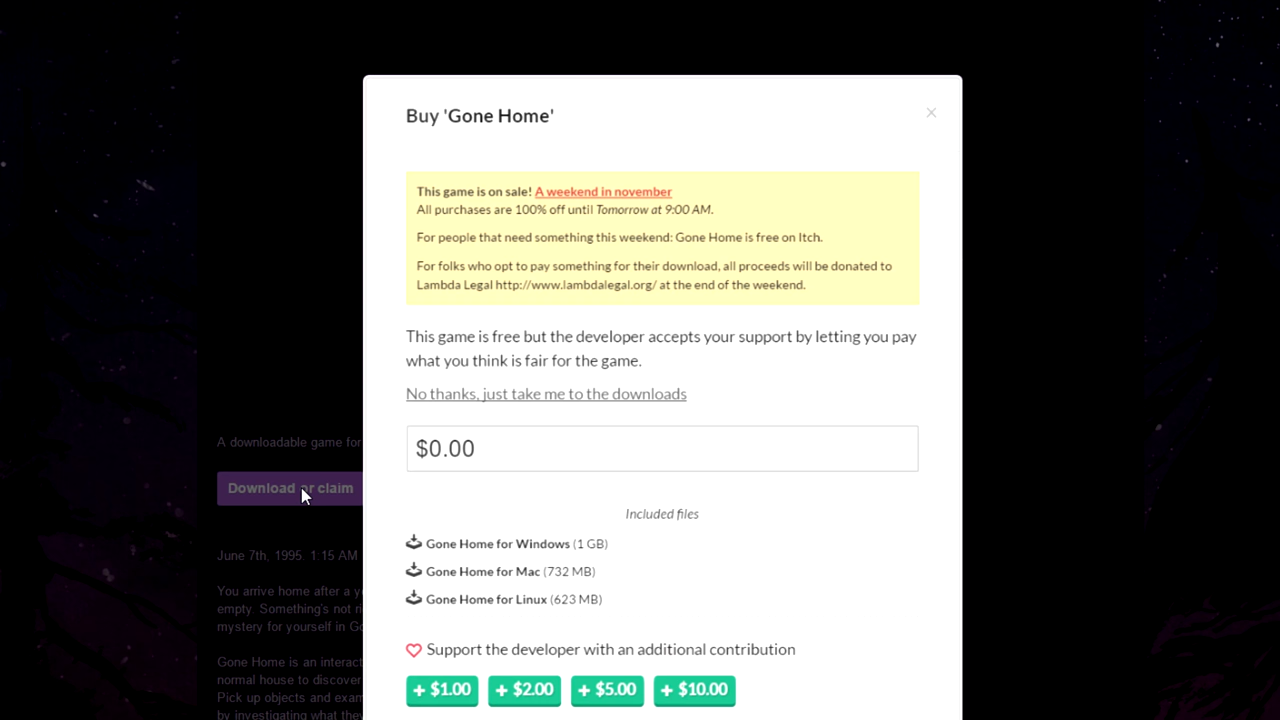 Buy 'Gone Home'
×
This game is on sale! A weekend in november
All purchases are 100% off until Tomorrow at 9:00 AM.
For people that need something this weekend: Gone Home is free on Itch.
For folks who opt to pay something for their download, all proceeds will be donated to
Lambda Legal http://www.lambdalegal.org/ at the end of the weekend.
This game is free but the developer accepts your support by letting you pay
what you think is fair for the game.
No thanks, just take me to the downloads
A downloadable game for
$0.00
Download or claim
Included files
Gone Home for Windows (1 GB)
June 7th, 1995. 1:15 AM
Gone Home for Mac (732 MB)
You arrive home after a
Gone Home for Linux (623 MB)
empty. Something's not
mystery for yourself in
Support the developer with an additional contribution
Gone Home is an
normal house to discover
+ $1.00 + $2.00 + $5.00 + $10.00
Pick up objects and
by investigating what